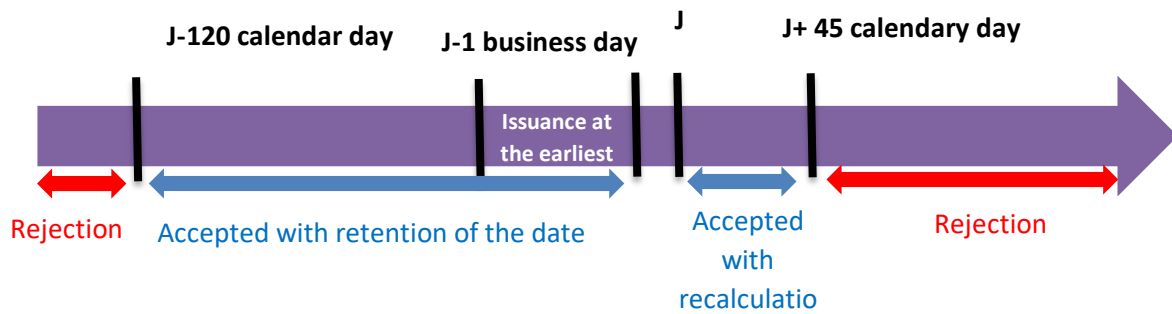 J-120 calendar day
J-1 business day
J
J+ 45 calendary day
Issuance at
the earliest
Rejection
Accepted with retention of the date
Accepted
with
recalculatio
Rejection